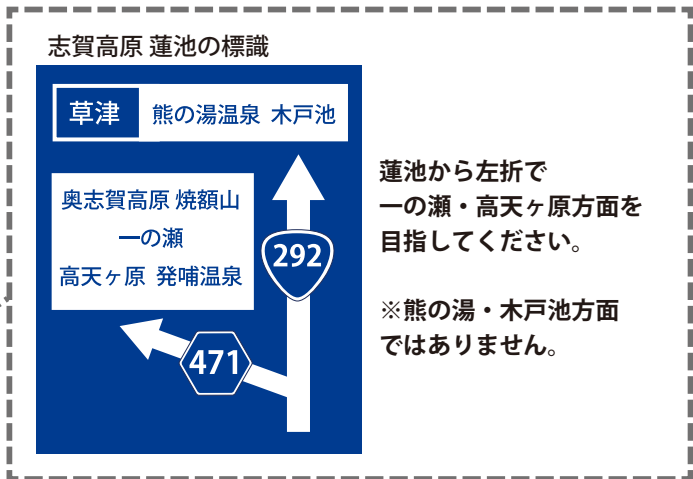 志賀高原 蓮池の標識
草津 熊の湯温泉 木戸池
奥志賀高原 焼額山
一の瀬
高天ヶ原 発哺温泉
292
471
蓮池から左折で
一の瀬・高天ヶ原方面を
目指してください。
※熊の湯・木戸池方面
ではありません。